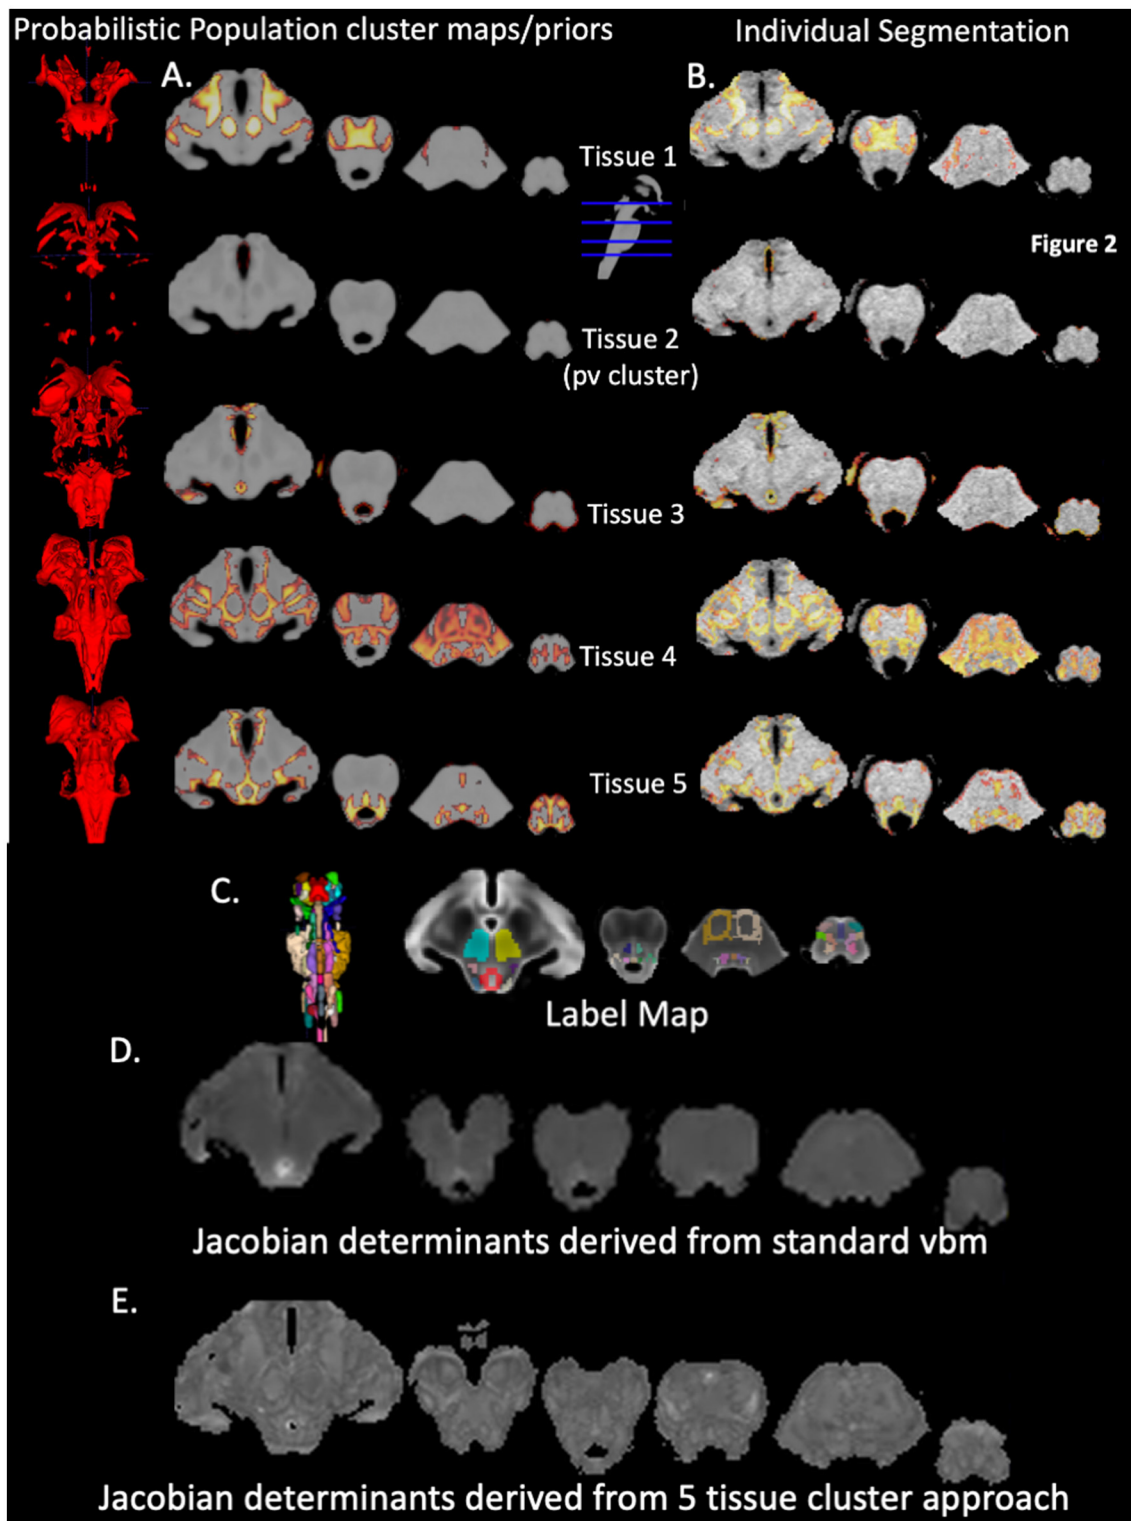 Probabilistic Population cluster maps/priors
Individual Segmentation
A.
B.
Tissue 1
Figure 2
Tissue 2
(pv cluster)
Tissue 3
Tissue 4
Tissue 5
C.
Label Map
D.
Jacobian determinants derived from standard vbm
E.
Jacobian determinants derived from 5 tissue cluster approach